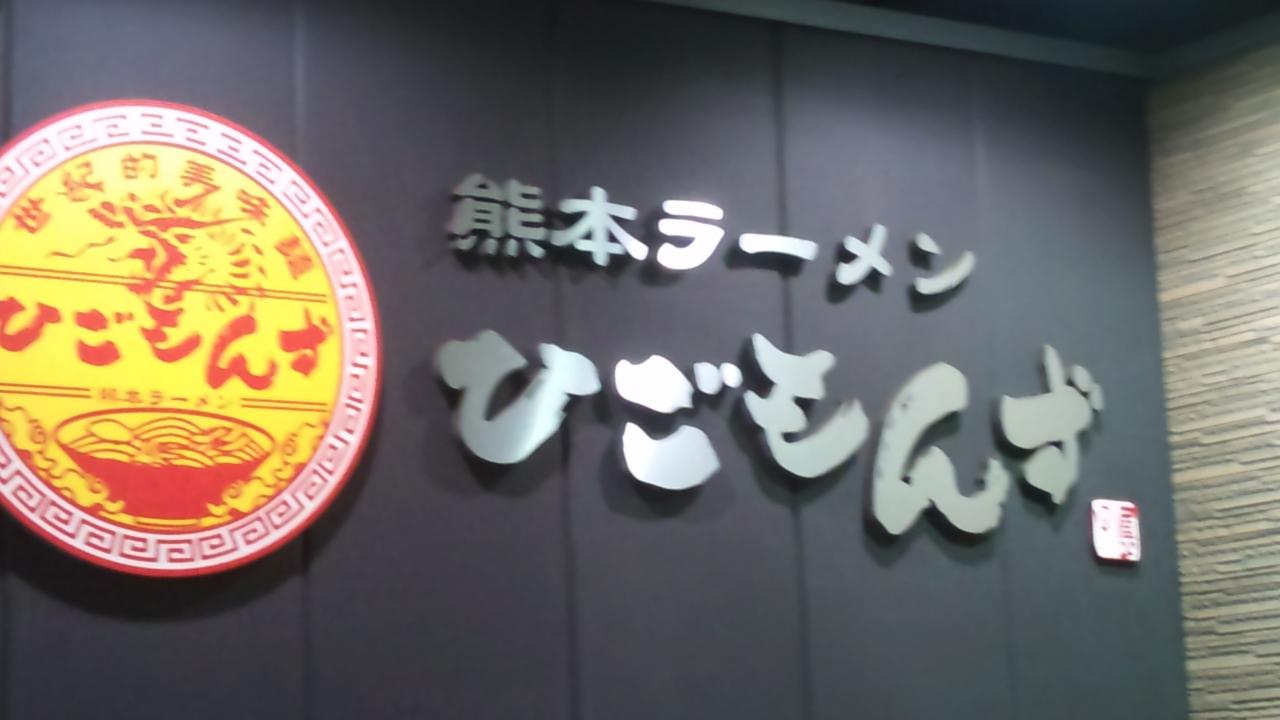 世紀的美味
ひごもんず
熊本ラーメン
熊本ラーメン
ひごもんず